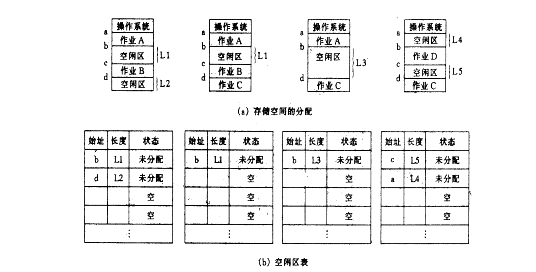 操作系统 操作系统 操作系统 操作系统
a 作业A a 作业A a 作业A a 空闲区 L4
b 空闲区 L1 b 空闲区 L1 b 空闲区 L3 b 作业D
c 作业B c 作业B c 空闲区 L5
d 空闲区 L2 d 作业C d 作业C d 作业C
(a) 存储空间的分配
始址 长度 状态 始址 长度 状态 始址 长度 状态 始址 长度 状态
b L1 未分配 b L1 未分配 b L3 未分配 c L5 未分配
d L2 未分配 空 空 a L4 未分配
空 空 空 空
空 空 空 空
⋮ ⋮ ⋮ ⋮
(b) 空闲区表